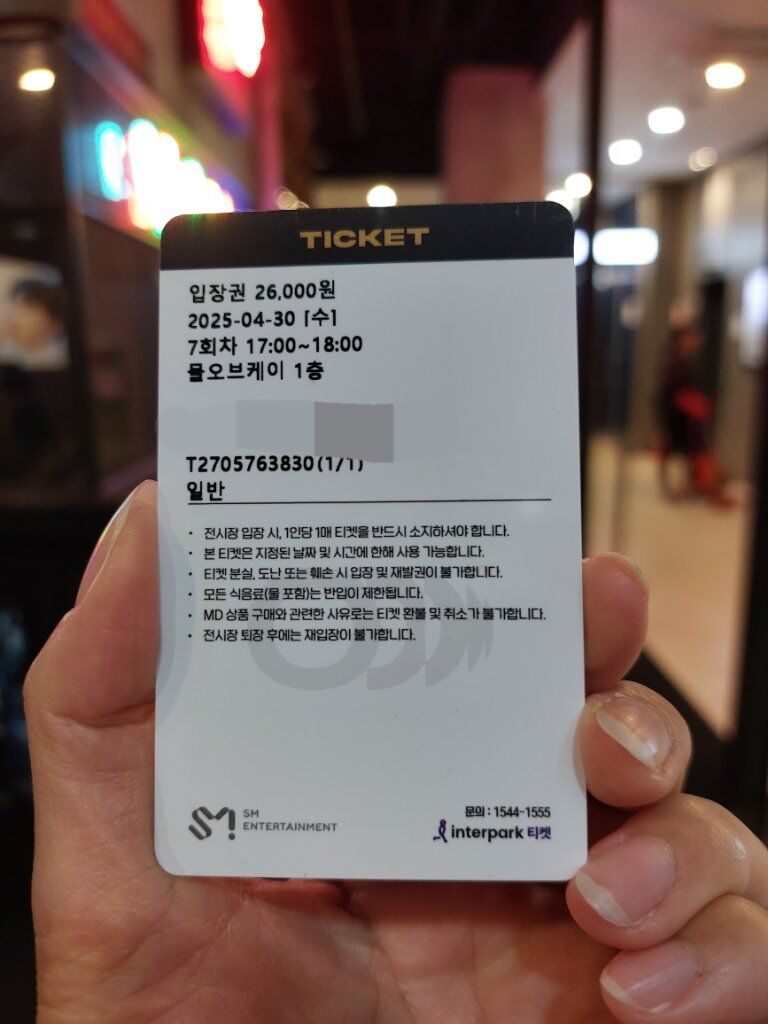 TICKET
입장권 26,000원
2025-04-30 [수]
7회차 17:00~18:00
몰오브케이 1층
T2705763830(1/1)
일반
• 전시장 입장 시, 1인당 1매 티켓을 반드시 소지하셔야 합니다.
• 본 티켓은 지정된 날짜 및 시간에 한해 사용 가능합니다.
• 티켓 분실, 도난 또는 훼손 시 입장 및 재발권이 불가합니다.
• 모든 식음료(물 포함)는 반입이 제한됩니다.
• MD 상품 구매와 관련한 사유로는 티켓 환불 및 취소가 불가합니다.
• 전시장 퇴장 후에는 재입장이 불가합니다.
SM
SM
ENTERTAINMENT
문의 : 1544-1555
interpark 티켓